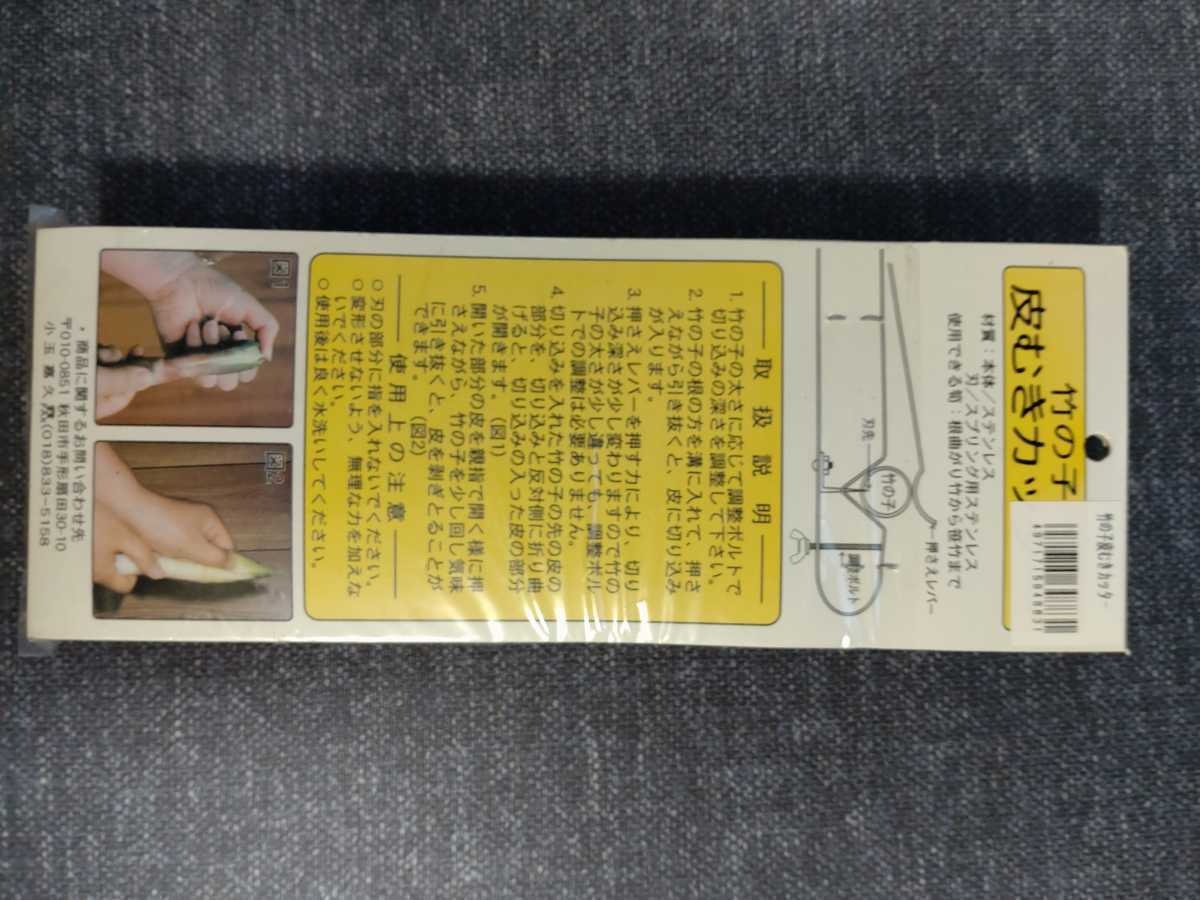 竹の子
皮むきカッ
竹の子皮むきカッター
4971715948831
材質：本体/ステンレス
刃/スプリング用ステンレス
使用できる筍：根曲がり竹から笹竹まで
押さえレバー
竹の子
刃先
調整ボルト
取扱説明
1. 竹の子の太さに応じて調整ボルトで
切り込みの深さを調整して下さい。
2. 竹の子の根の方を溝に入れて、押さ
えながら引き抜くと、皮に切り込み
が入ります。
3. 押さえレバーを押す力により、切り
込み深さが少し変わりますので竹の
子の太さが少し違っても、調整ボル
トでの調整は必要ありません。
4. 切り込みを入れた竹の子の先の皮の
部分を、切り込みと反対側に折り曲
げると、切り込みの入った皮の部分
が開きます。（図1）
5. 開いた部分の皮を親指で開く様に押
さえながら、竹の子を少し回し気味
に引き抜くと、皮を剥ぎとることが
できます。（図2）
使用上の注意
○刃の部分に指を入れないでください。
○変形させないよう、無理な力を加えな
いでください。
○使用後は良く水洗いしてください。
図1
図2
・商品に関するお問い合わせ先
〒010-0851 秋田市手形扇田30-10
小玉嘉久 (018)833-5158